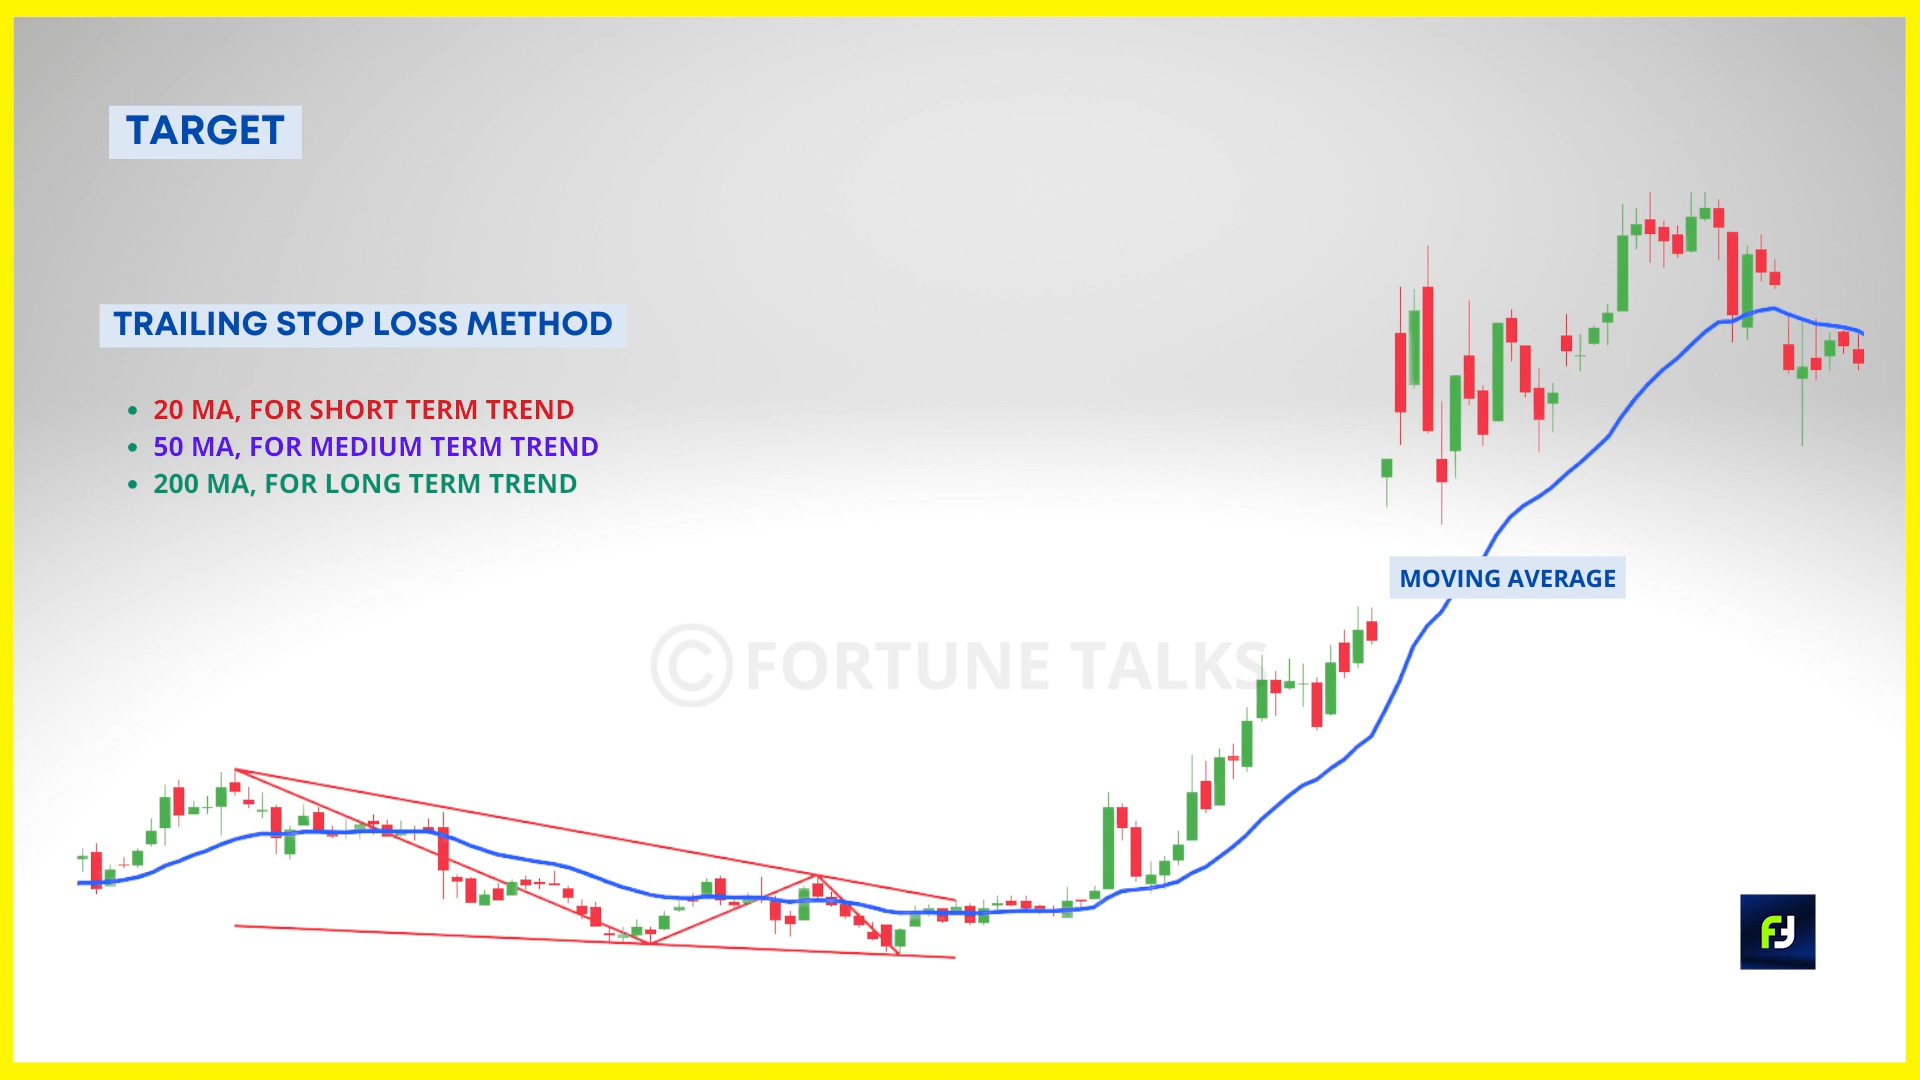 TARGET
TRAILING STOP LOSS METHOD
• 20 MA, FOR SHORT TERM TREND
• 50 MA, FOR MEDIUM TERM TREND
• 200 MA, FOR LONG TERM TREND
MOVING AVERAGE
© FORTUNE TALKS